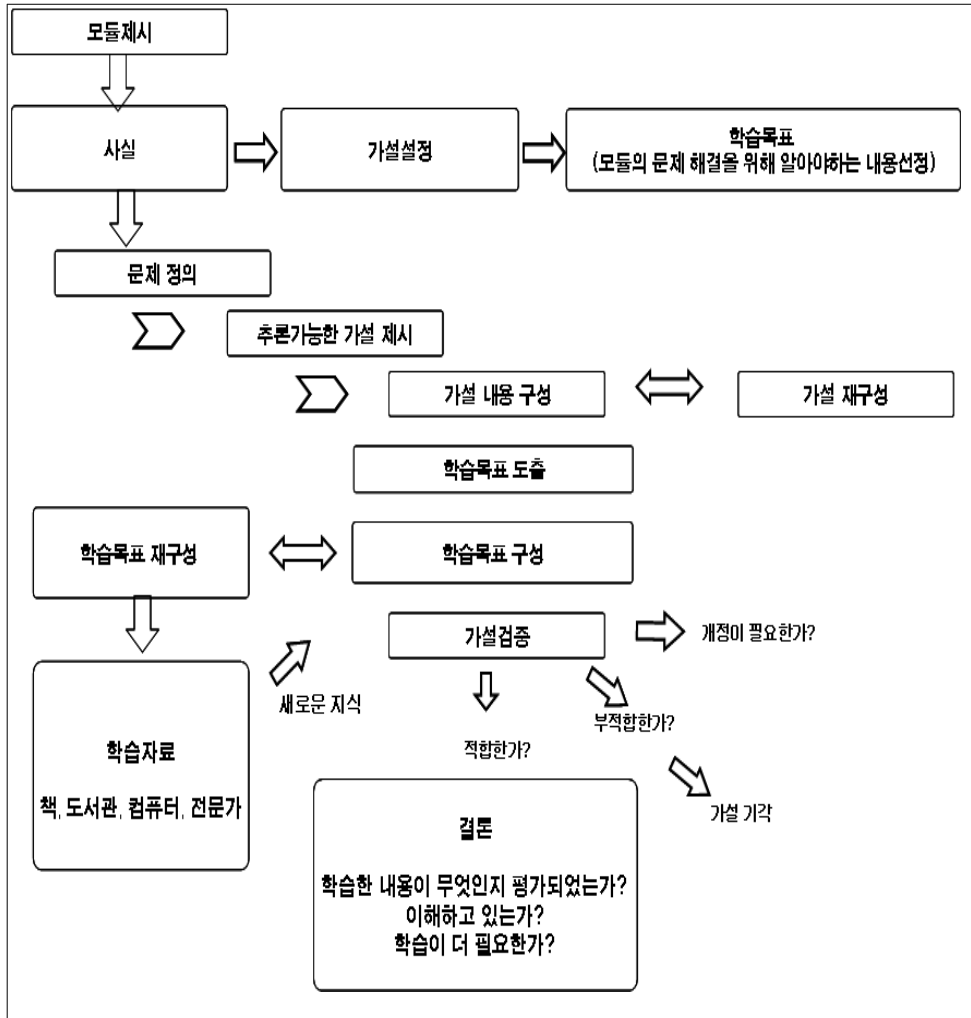 모듈제시
사실
가설설정
학습목표
(모듈의 문제 해결을 위해 알아야하는 내용선정)
문제 정의
추론가능한 가설 제시
가설 내용 구성
가설 재구성
학습목표 도출
학습목표 재구성
학습목표 구성
가설검증
개정이 필요한가?
새로운 지식
부적합한가?
적합한가?
학습자료
책, 도서관, 컴퓨터, 전문가
가설 기각
결론
학습한 내용이 무엇인지 평가되었는가?
이해하고 있는가?
학습이 더 필요한가?